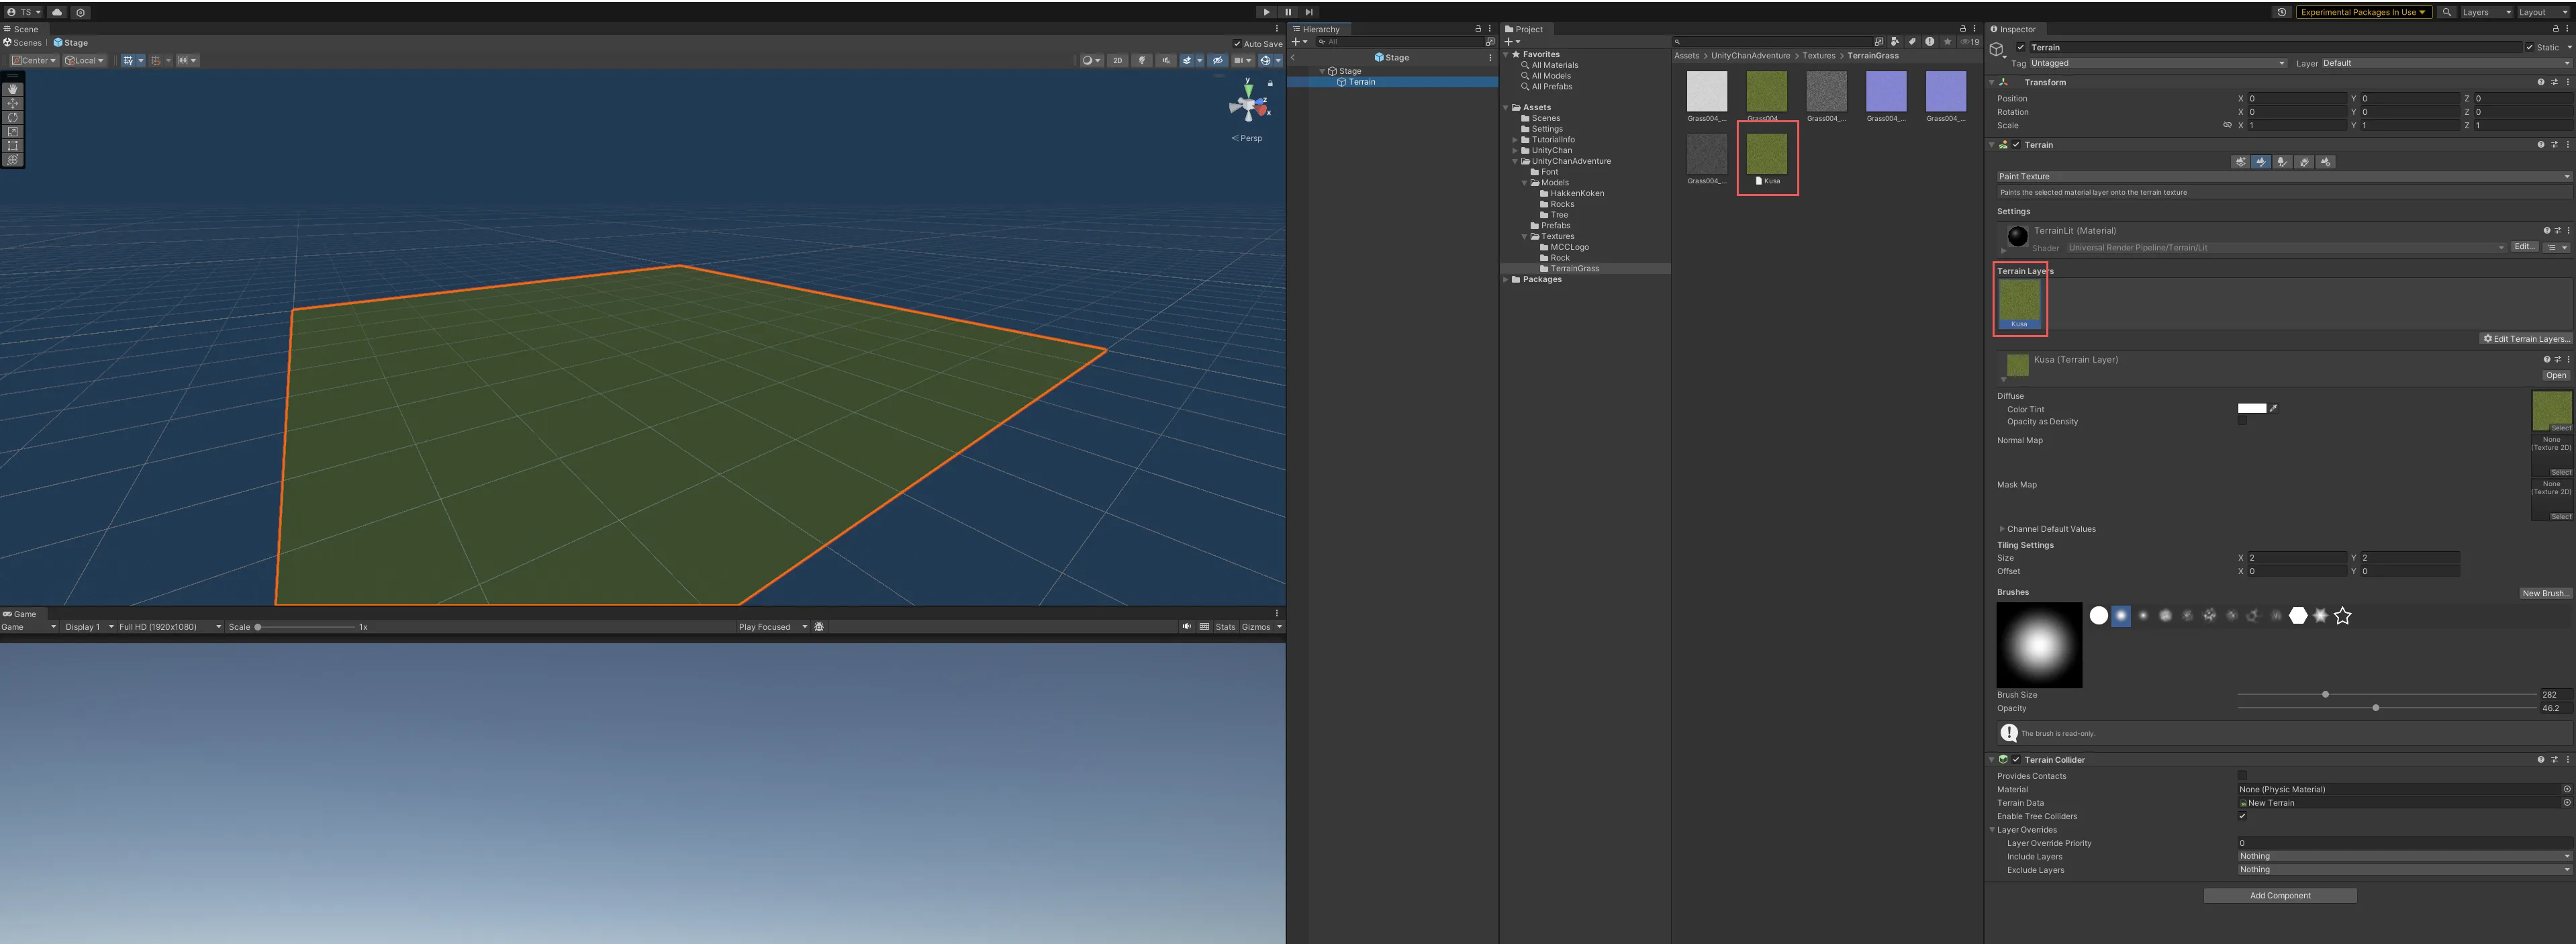 TS
Experimental Packages In Use
Layers
Layout
Scene
Scenes
Stage
Auto Save
Center
Local
2D
y
z
x
Persp
Game
Game
Display 1
Full HD (1920x1080)
Scale
1x
Play Focused
Stats
Gizmos
Hierarchy
All
Stage
Stage
Terrain
Project
19
Favorites
All Materials
All Models
All Prefabs
Assets
Scenes
Settings
TutorialInfo
UnityChan
UnityChanAdventure
Font
Models
HakkenKoken
Rocks
Tree
Prefabs
Textures
MCCLogo
Rock
TerrainGrass
Packages
Assets > UnityChanAdventure > Textures > TerrainGrass
Grass004_...
Grass004_...
Grass004_...
Grass004_...
Grass004_...
Grass004_...
Kusa
Inspector
Terrain
Static
Tag Untagged
Layer Default
Transform
Position X 0 Y 0 Z 0
Rotation X 0 Y 0 Z 0
Scale X 1 Y 1 Z 1
Terrain
Paint Texture
Paints the selected material layer onto the terrain texture
Settings
TerrainLit (Material)
Shader Universal Render Pipeline/Terrain/Lit Edit...
Terrain Layers
Kusa
Edit Terrain Layers...
Kusa (Terrain Layer)
Open
Diffuse
Color Tint
Opacity as Density
Select
Normal Map
None
(Texture 2D)
Select
Mask Map
None
(Texture 2D)
Select
Channel Default Values
Tiling Settings
Size X 2 Y 2
Offset X 0 Y 0
Brushes
New Brush...
Brush Size 282
Opacity 46.2
The brush is read-only.
Terrain Collider
Provides Contacts
Material None (Physic Material)
Terrain Data New Terrain
Enable Tree Colliders
Layer Overrides
Layer Override Priority 0
Include Layers Nothing
Exclude Layers Nothing
Add Component